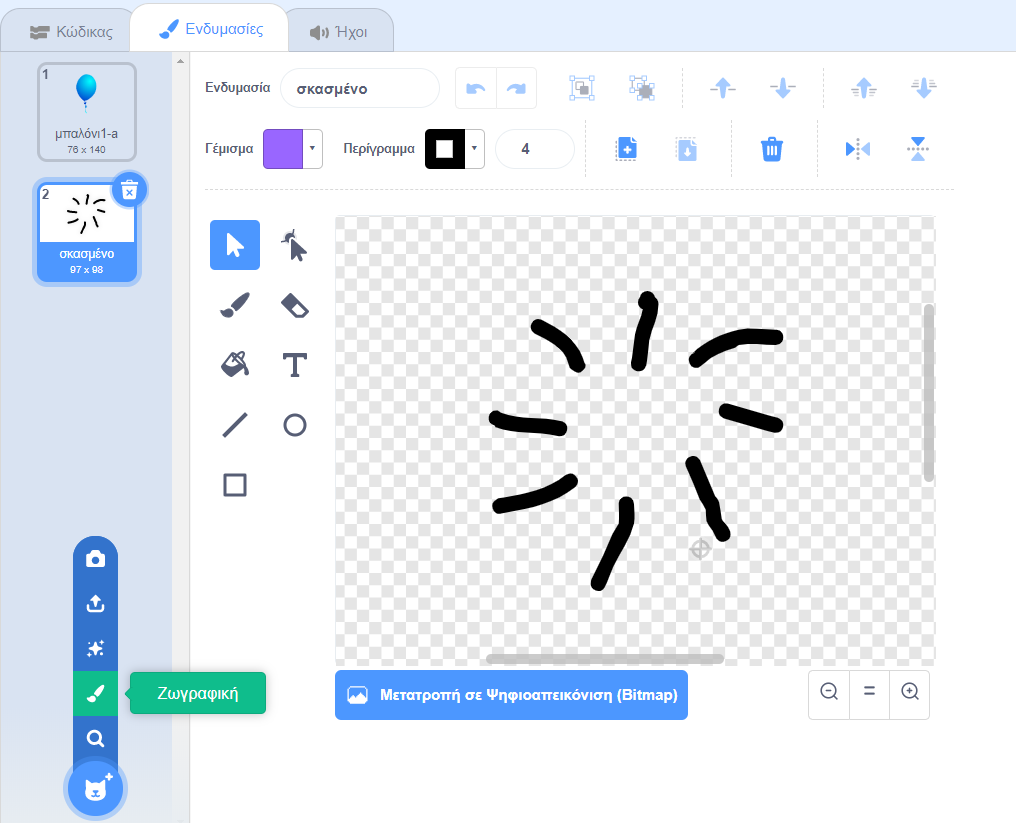 Κώδικας
Ενδυμασίες
Ήχοι
1
μπαλόνι1-a
76 x 140
2
σκασμένο
97 x 98
Ζωγραφική
Ενδυμασία
σκασμένο
Γέμισμα
Περίγραμμα
4
Μετατροπή σε Ψηφιοαπεικόνιση (Bitmap)